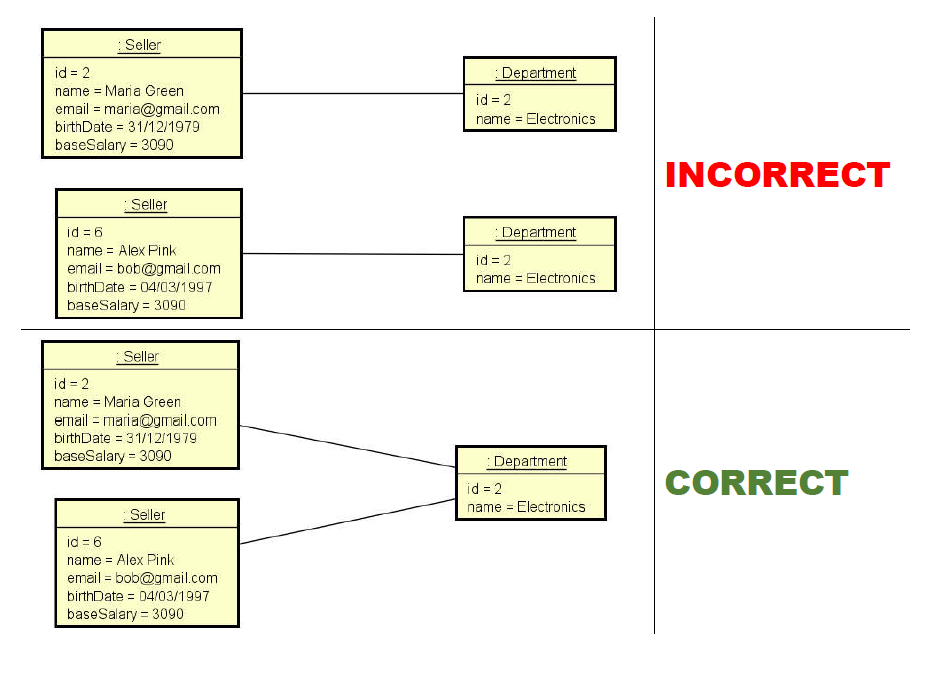 : Seller
id = 2
name = Maria Green
email = maria@gmail.com
birthDate = 31/12/1979
baseSalary = 3090
: Department
id = 2
name = Electronics
INCORRECT
: Seller
id = 6
name = Alex Pink
email = bob@gmail.com
birthDate = 04/03/1997
baseSalary = 3090
: Department
id = 2
name = Electronics
: Seller
id = 2
name = Maria Green
email = maria@gmail.com
birthDate = 31/12/1979
baseSalary = 3090
: Department
id = 2
name = Electronics
CORRECT
: Seller
id = 6
name = Alex Pink
email = bob@gmail.com
birthDate = 04/03/1997
baseSalary = 3090